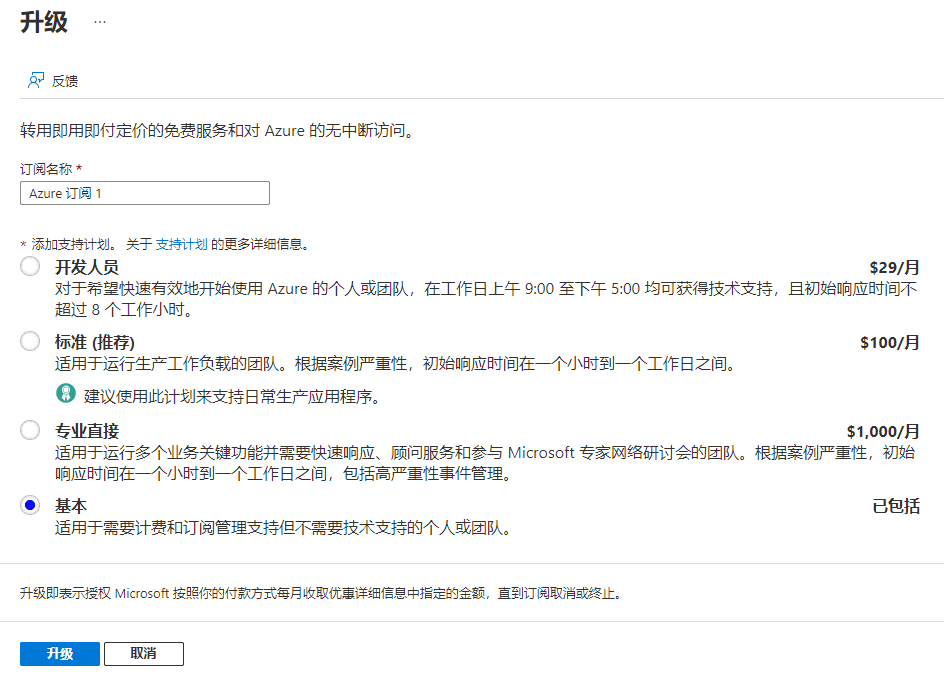 升级 ...
反馈
转用即用即付定价的免费服务和对 Azure 的无中断访问。
订阅名称 *
Azure 订阅 1
* 添加支持计划。 关于 支持计划 的更多详细信息。
开发人员 $29/月
对于希望快速有效地开始使用 Azure 的个人或团队，在工作日上午 9:00 至下午 5:00 均可获得技术支持，且初始响应时间不
超过 8 个工作小时。
标准 (推荐) $100/月
适用于运行生产工作负载的团队。根据案例严重性，初始响应时间在一个小时到一个工作日之间。
建议使用此计划来支持日常生产应用程序。
专业直接 $1,000/月
适用于运行多个业务关键功能并需要快速响应、顾问服务和参与 Microsoft 专家网络研讨会的团队。根据案例严重性，初始
响应时间在一个小时到一个工作日之间，包括高严重性事件管理。
基本 已包括
适用于需要计费和订阅管理支持但不需要技术支持的个人或团队。
升级即表示授权 Microsoft 按照你的付款方式每月收取优惠详细信息中指定的金额，直到订阅取消或终止。
升级 取消